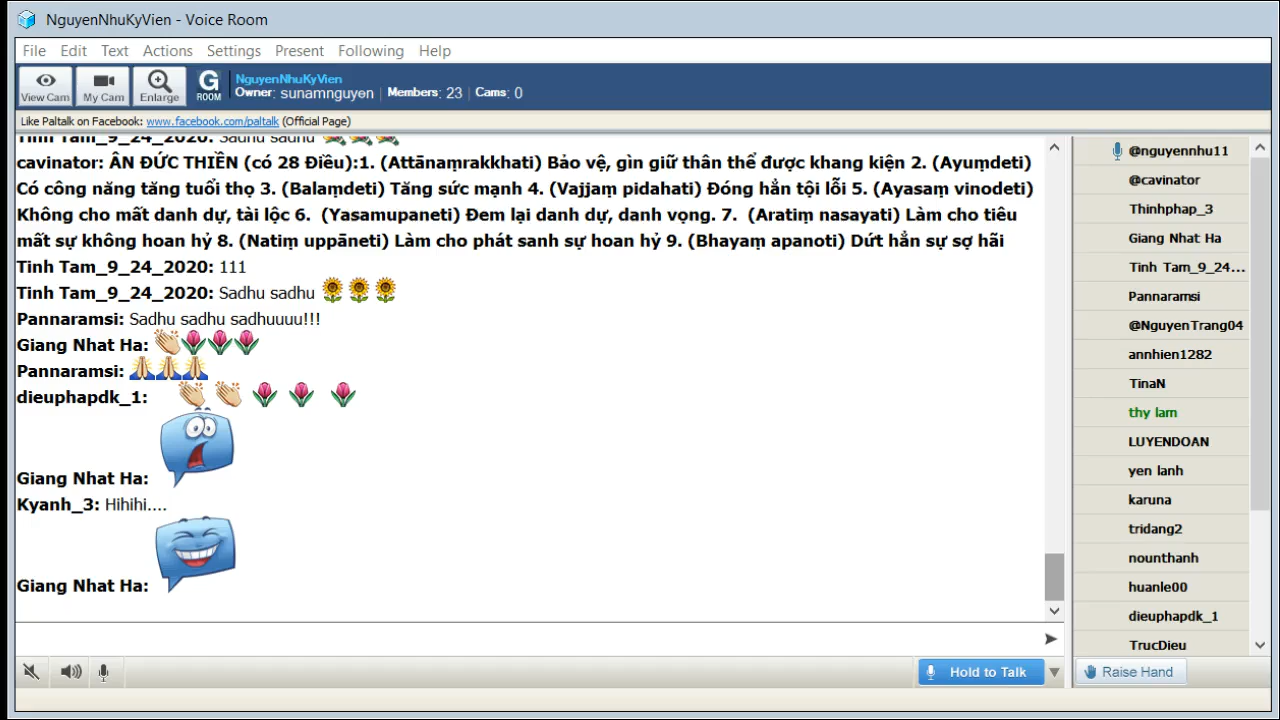 NguyenNhuKyVien - Voice Room
File Edit Text Actions Settings Present Following Help
View Cam My Cam Enlarge G ROOM
NguyenNhuKyVien
Owner: sunamnguyen | Members: 23 | Cams: 0
Like Paltalk on Facebook: www.facebook.com/paltalk (Official Page)
Tinh Tam_9_24_2020: Sadhu sadhu
cavinator: ÂN ĐỨC THIỀN (có 28 Điều):1. (Attānaṃrakkhati) Bảo vệ, gìn giữ thân thể được khang kiện 2. (Ayuṃdeti)
Có công năng tăng tuổi thọ 3. (Balaṃdeti) Tăng sức mạnh 4. (Vajjaṃ pidahati) Đóng hẳn tội lỗi 5. (Ayasaṃ vinodeti)
Không cho mất danh dự, tài lộc 6. (Yasamupaneti) Đem lại danh dự, danh vọng. 7. (Aratiṃ nasayati) Làm cho tiêu
mất sự không hoan hỷ 8. (Natiṃ uppāneti) Làm cho phát sanh sự hoan hỷ 9. (Bhayaṃ apanoti) Dứt hẳn sự sợ hãi
Tinh Tam_9_24_2020: 111
Tinh Tam_9_24_2020: Sadhu sadhu 🌻🌻🌻
Pannaramsi: Sadhu sadhu sadhuuuu!!!
Giang Nhat Ha: 👏🌷🌷🌷
Pannaramsi: 🙏🙏🙏
dieuphapdk_1: 👏 👏 🌷 🌷 🌷
Giang Nhat Ha:
Kyanh_3: Hihihi....
Giang Nhat Ha:
@nguyennhu11
@cavinator
Thinhphap_3
Giang Nhat Ha
Tinh Tam_9_24...
Pannaramsi
@NguyenTrang04
annhien1282
TinaN
thy lam
LUYENDOAN
yen lanh
karuna
tridang2
nounthanh
huanle00
dieuphapdk_1
TrucDieu
Hold to Talk
Raise Hand